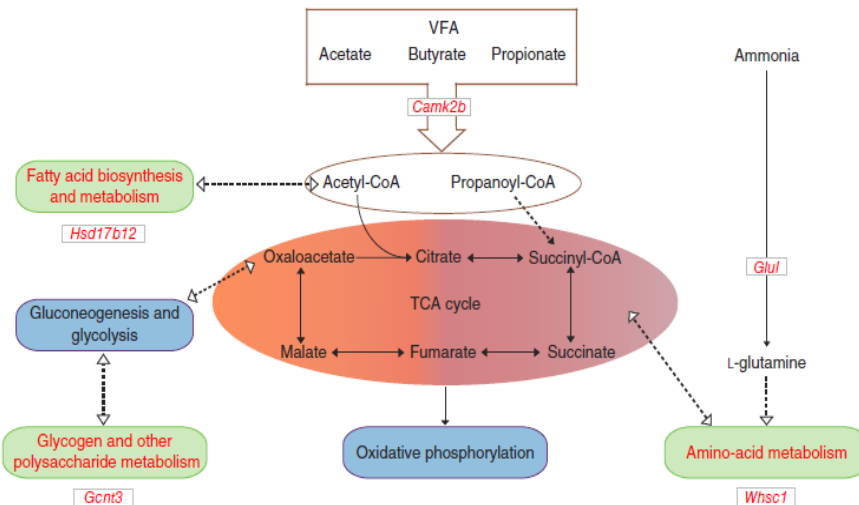 VFA
Acetate Butyrate Propionate
Ammonia
Camk2b
Fatty acid biosynthesis
and metabolism
Acetyl-CoA Propanoyl-CoA
Hsd17b12
Oxaloacetate Citrate Succinyl-CoA
Glul
TCA cycle
Gluconeogenesis and
glycolysis
Malate Fumarate Succinate
L-glutamine
Glycogen and other
polysaccharide metabolism
Oxidative phosphorylation
Amino-acid metabolism
Gcnt3
Whsc1